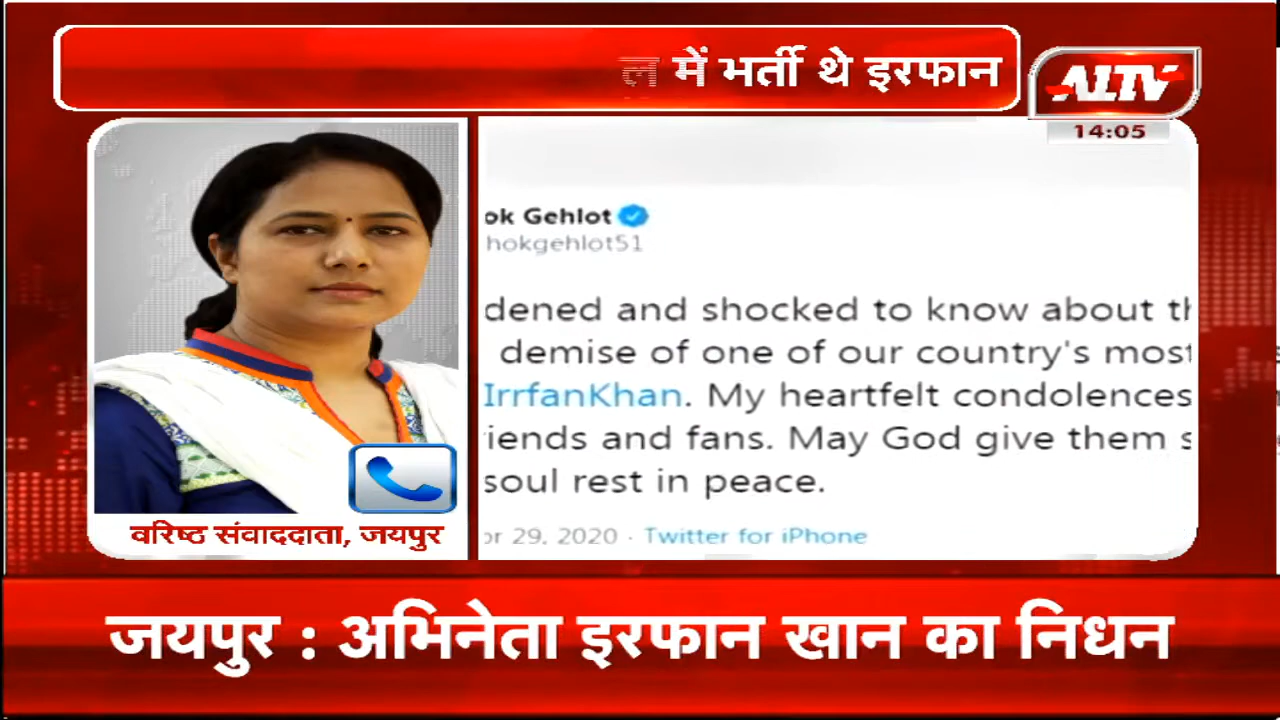 में भर्ती थे इरफान
ALTV
14:05
ok Gehlot
hokgehlot51
dened and shocked to know about th
demise of one of our country's most
IrrfanKhan. My heartfelt condolences
iends and fans. May God give them s
soul rest in peace.
or 29, 2020 · Twitter for iPhone
वरिष्ठ संवाददाता, जयपुर
जयपुर : अभिनेता इरफान खान का निधन